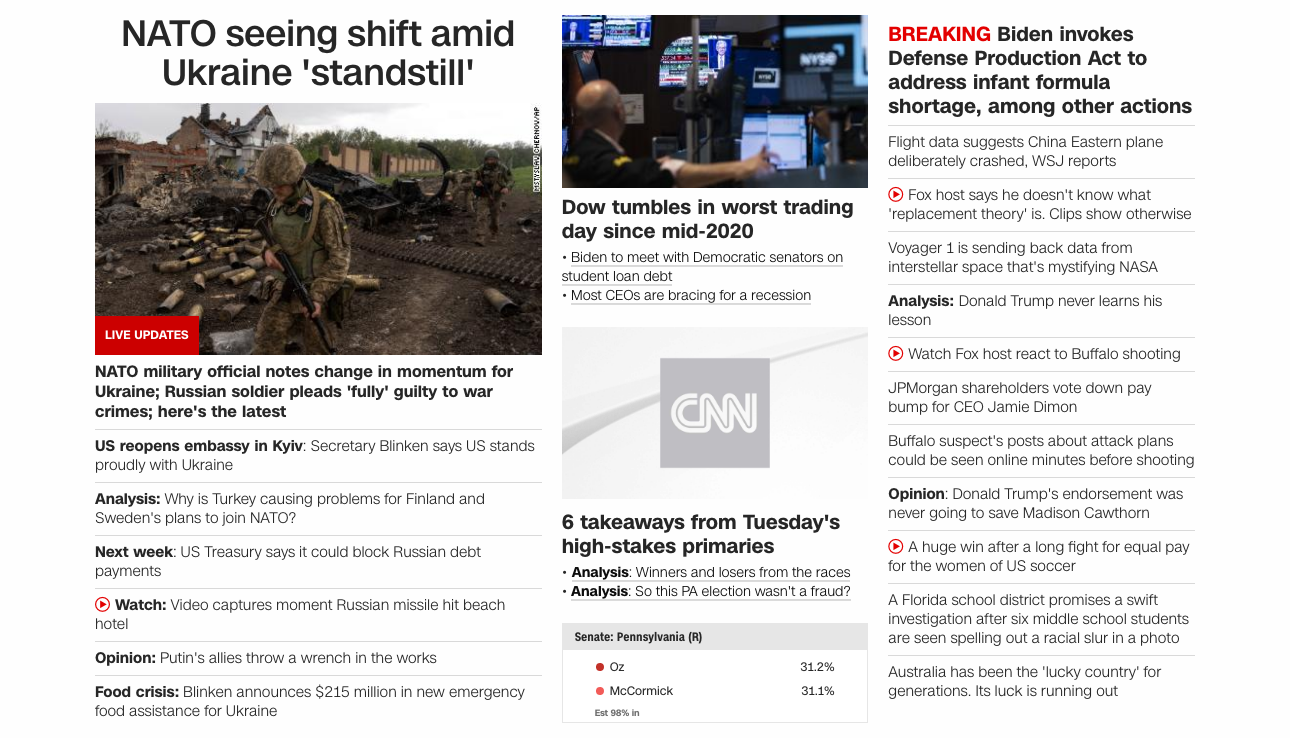 NATO seeing shift amid
Ukraine 'standstill'
MSTYSLAV CHERNOV/AP
LIVE UPDATES
NATO military official notes change in momentum for
Ukraine; Russian soldier pleads 'fully' guilty to war
crimes; here's the latest
US reopens embassy in Kyiv: Secretary Blinken says US stands
proudly with Ukraine
Analysis: Why is Turkey causing problems for Finland and
Sweden's plans to join NATO?
Next week: US Treasury says it could block Russian debt
payments
Watch: Video captures moment Russian missile hit beach
hotel
Opinion: Putin's allies throw a wrench in the works
Food crisis: Blinken announces $215 million in new emergency
food assistance for Ukraine
NYSE
NYSE
Dow tumbles in worst trading
day since mid-2020
• Biden to meet with Democratic senators on
student loan debt
• Most CEOs are bracing for a recession
CNN
6 takeaways from Tuesday's
high-stakes primaries
• Analysis: Winners and losers from the races
• Analysis: So this PA election wasn't a fraud?
Senate: Pennsylvania (R)
Oz 31.2%
McCormick 31.1%
Est 98% in
BREAKING Biden invokes
Defense Production Act to
address infant formula
shortage, among other actions
Flight data suggests China Eastern plane
deliberately crashed, WSJ reports
Fox host says he doesn't know what
'replacement theory' is. Clips show otherwise
Voyager 1 is sending back data from
interstellar space that's mystifying NASA
Analysis: Donald Trump never learns his
lesson
Watch Fox host react to Buffalo shooting
JPMorgan shareholders vote down pay
bump for CEO Jamie Dimon
Buffalo suspect's posts about attack plans
could be seen online minutes before shooting
Opinion: Donald Trump's endorsement was
never going to save Madison Cawthorn
A huge win after a long fight for equal pay
for the women of US soccer
A Florida school district promises a swift
investigation after six middle school students
are seen spelling out a racial slur in a photo
Australia has been the 'lucky country' for
generations. Its luck is running out